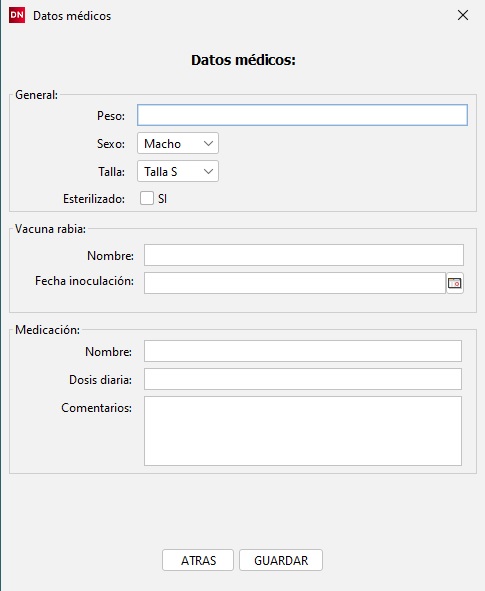 DN Datos médicos
Datos médicos:
General:
Peso:
Sexo: Macho
Talla: Talla S
Esterilizado: SI
Vacuna rabia:
Nombre:
Fecha inoculación:
Medicación:
Nombre:
Dosis diaria:
Comentarios:
ATRAS GUARDAR